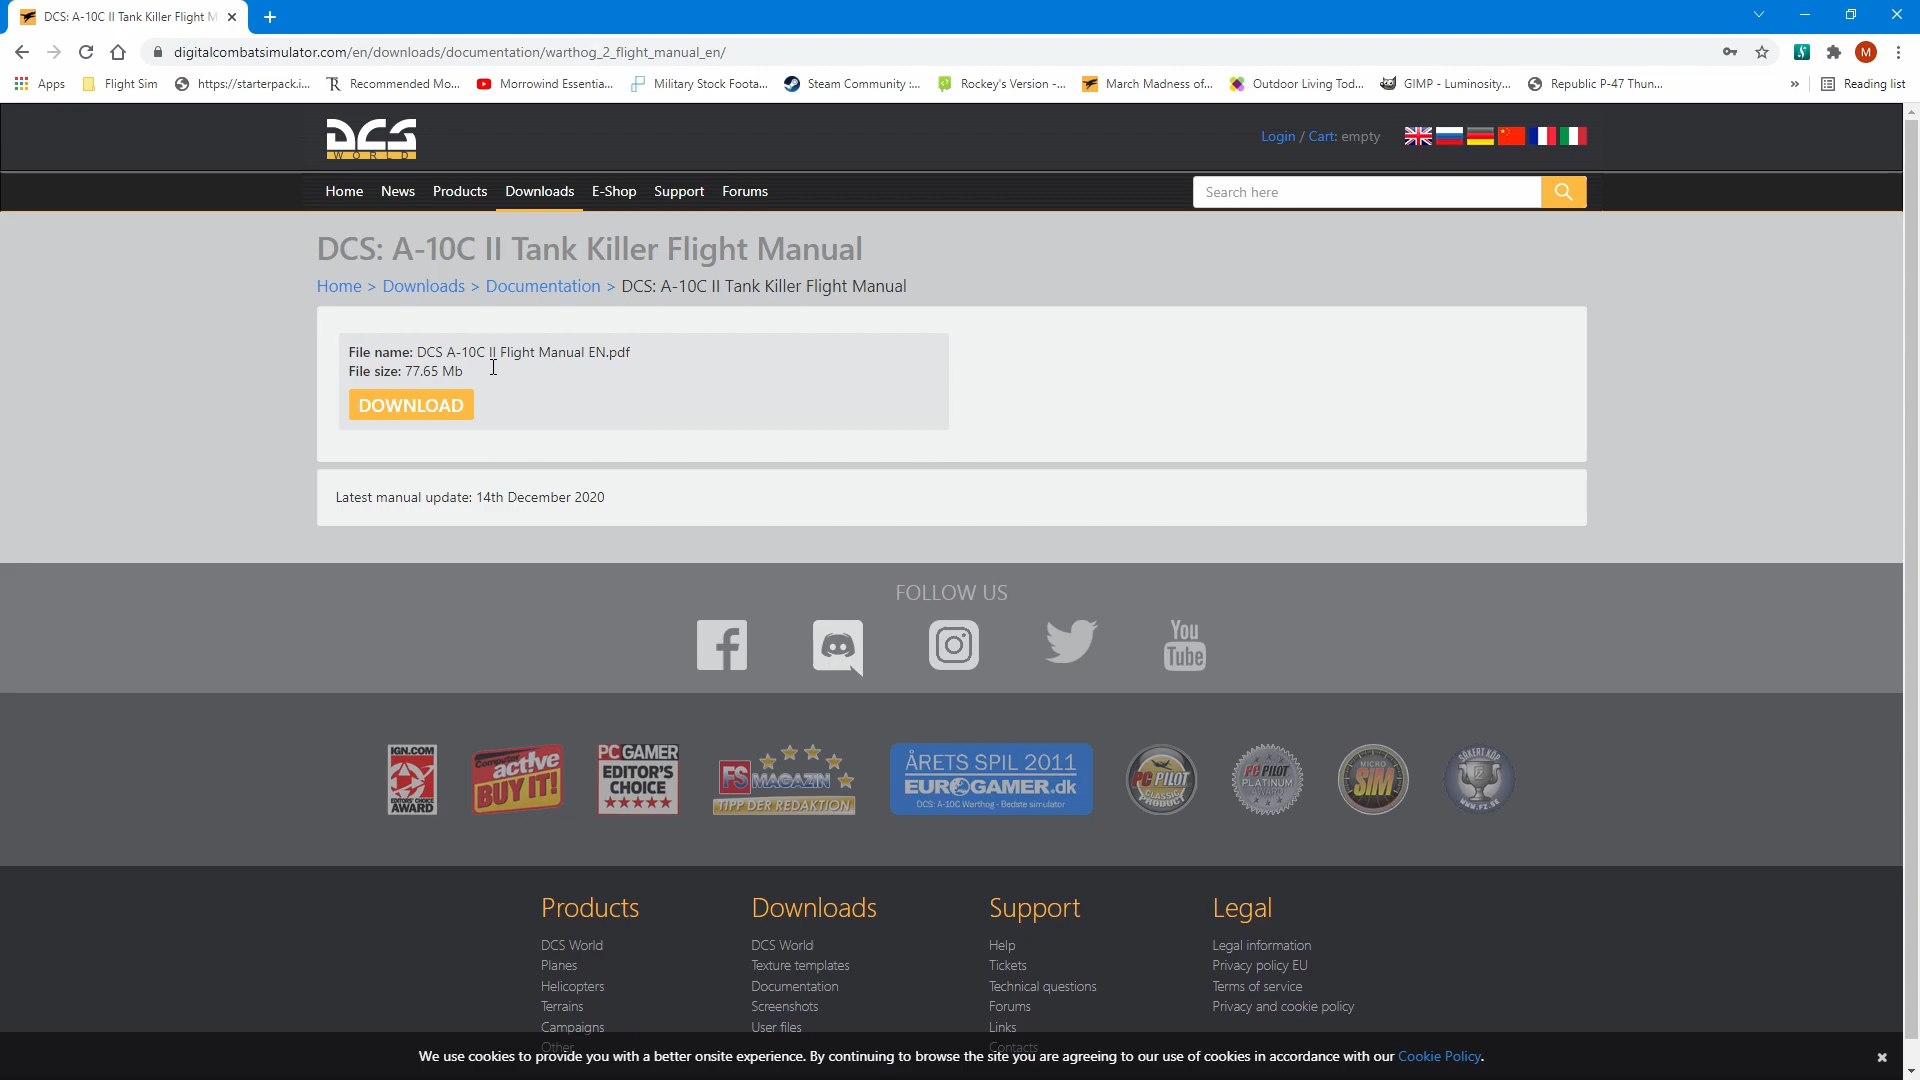 DCS: A-10C II Tank Killer Flight M
digitalcombatsimulator.com/en/downloads/documentation/warthog_2_flight_manual_en/
M
Apps Flight Sim https://starterpack.i... Recommended Mo... Morrowind Essentia... Military Stock Foota... Steam Community :... Rockey's Version -... March Madness of... Outdoor Living Tod... GIMP - Luminosity... Republic P-47 Thun... » Reading list
DCS
WORLD
Login / Cart: empty
Home News Products Downloads E-Shop Support Forums
Search here
DCS: A-10C II Tank Killer Flight Manual
Home > Downloads > Documentation > DCS: A-10C II Tank Killer Flight Manual
File name: DCS A-10C II Flight Manual EN.pdf
File size: 77.65 Mb
DOWNLOAD
Latest manual update: 14th December 2020
FOLLOW US
You
Tube
IGN.COM
EDITORS' CHOICE
AWARD
Computer
active
BUY IT!
PC GAMER
EDITOR'S
CHOICE
FS MAGAZIN
TIPP DER REDAKTION
ÅRETS SPIL 2011
EUROGAMER.dk
DCS: A-10C Warthog - Bedste simulator
PC PILOT
CLASSIC
PRODUCT
PC PILOT
PLATINUM
AWARD
MICRO
SIM
SÄKERT KÖP
WWW.FZ.SE
Products
DCS World
Planes
Helicopters
Terrains
Campaigns
Other
Downloads
DCS World
Texture templates
Documentation
Screenshots
User files
Support
Help
Tickets
Technical questions
Forums
Links
Contacts
Legal
Legal information
Privacy policy EU
Terms of service
Privacy and cookie policy
We use cookies to provide you with a better onsite experience. By continuing to browse the site you are agreeing to our use of cookies in accordance with our Cookie Policy.